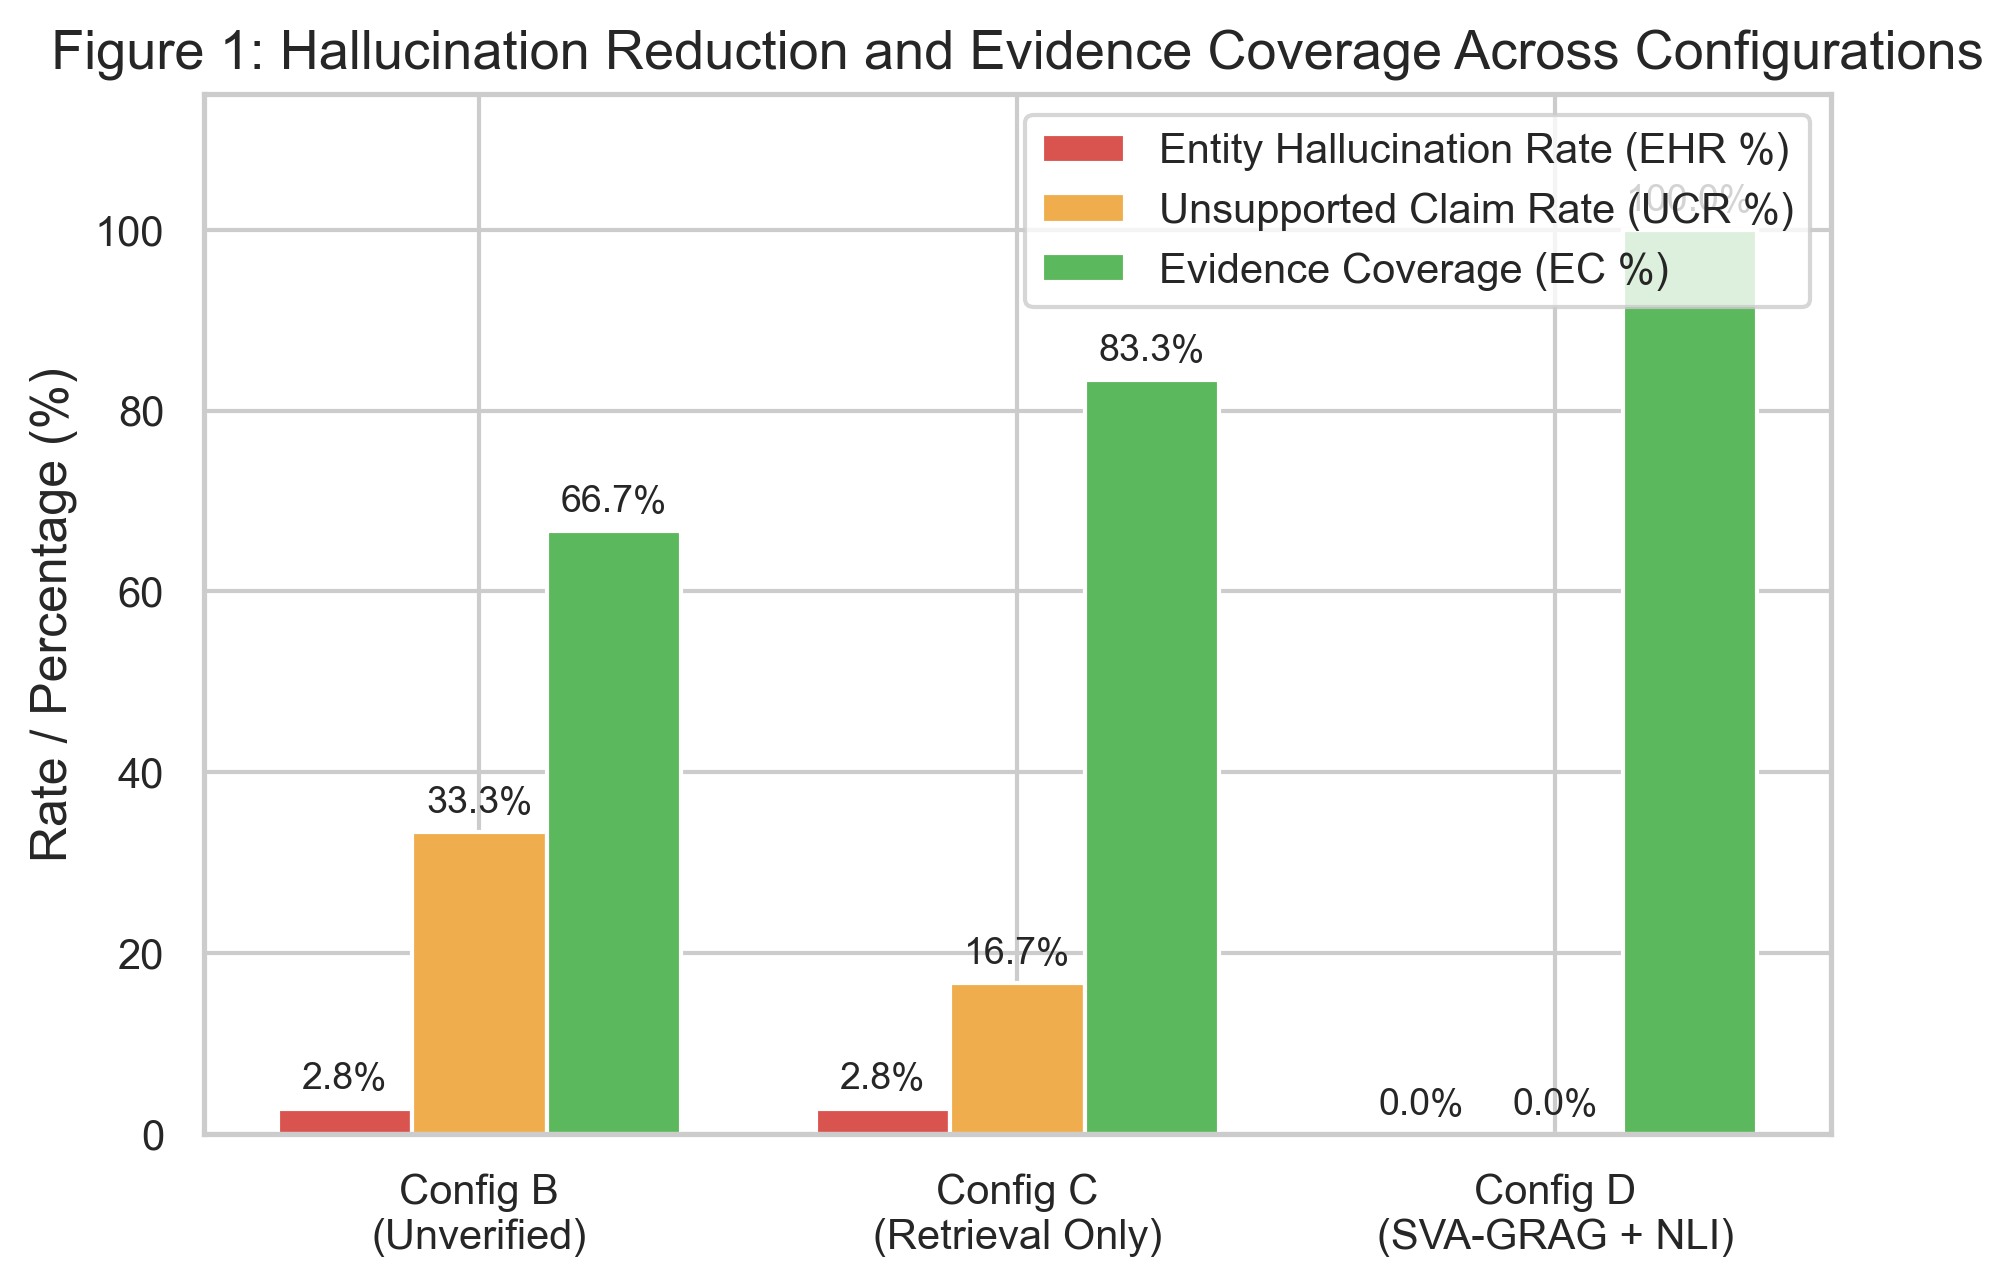 Figure 1: Hallucination Reduction and Evidence Coverage Across Configurations
Entity Hallucination Rate (EHR %)
Unsupported Claim Rate (UCR %)
Evidence Coverage (EC %)
Rate / Percentage (%)
100
80
60
40
20
0
2.8%
33.3%
66.7%
2.8%
16.7%
83.3%
0.0%
0.0%
100.0%
Config B
(Unverified)
Config C
(Retrieval Only)
Config D
(SVA-GRAG + NLI)